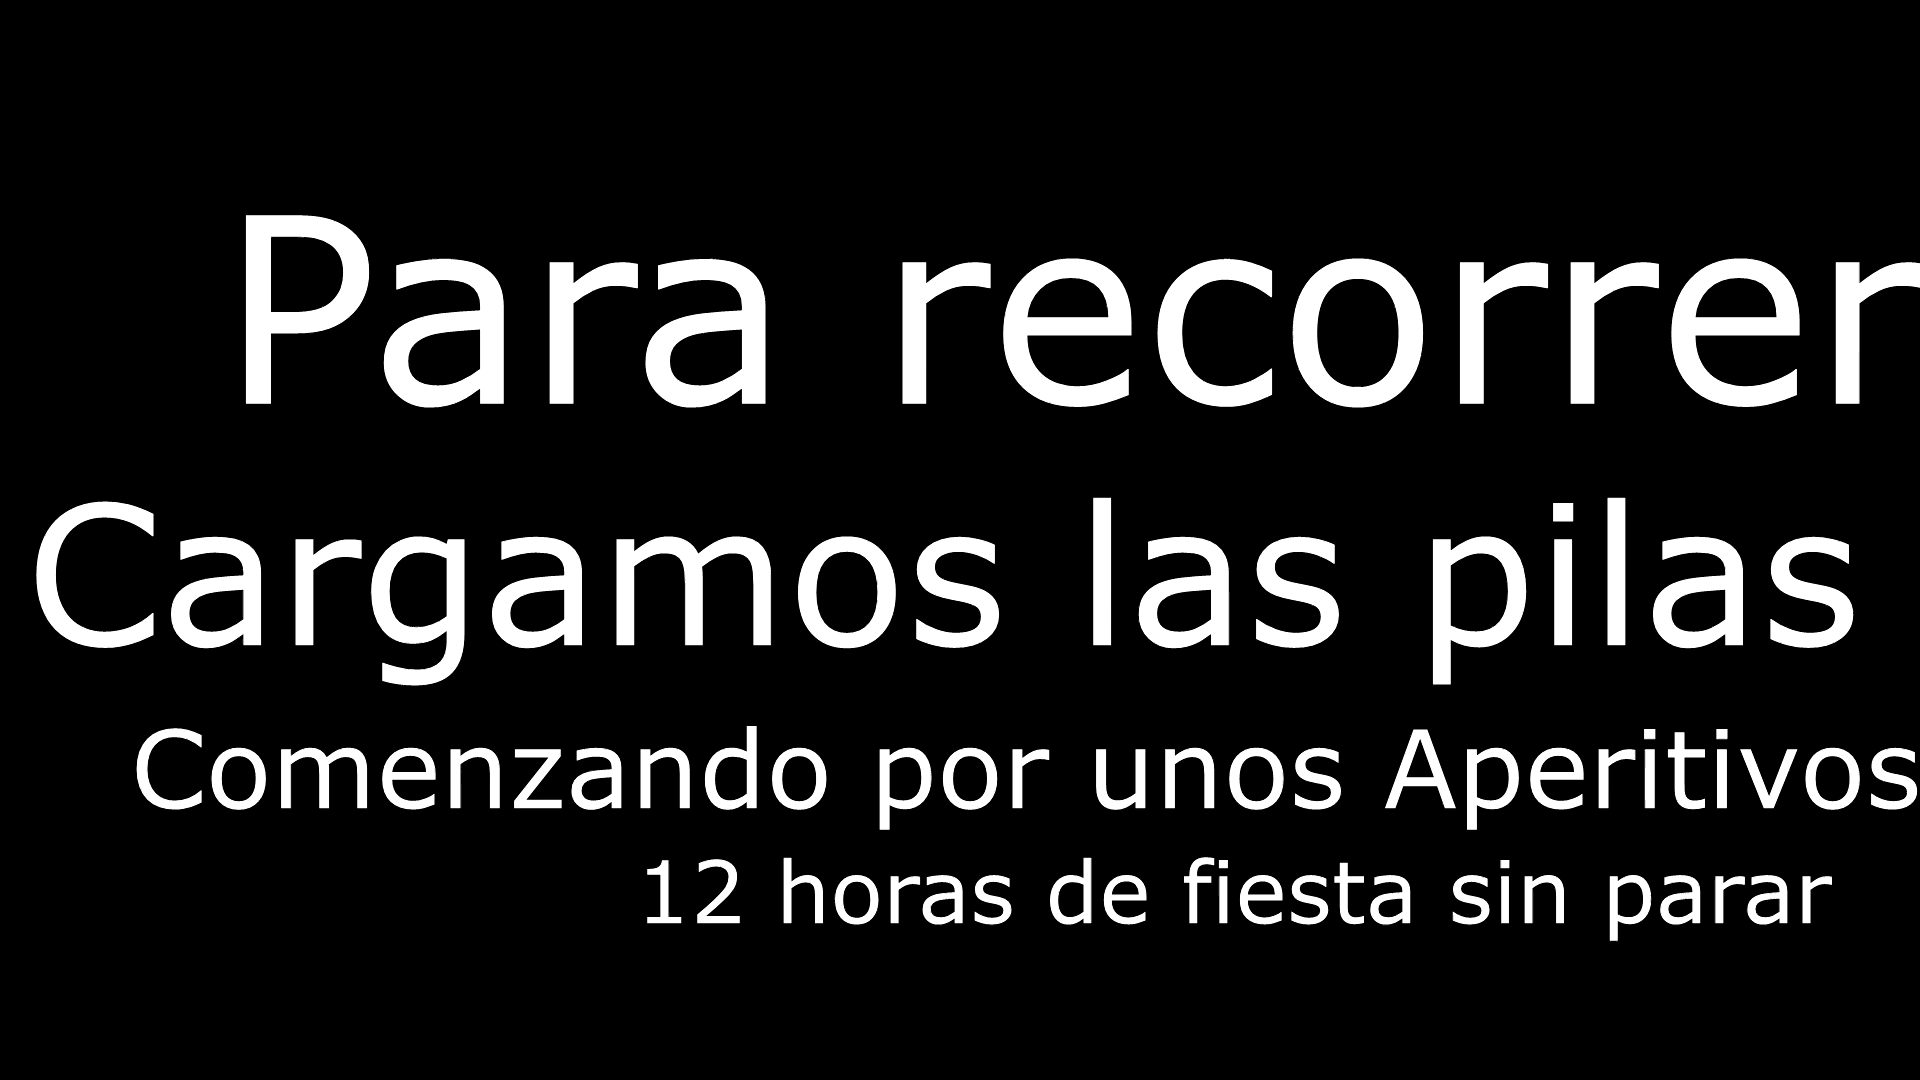 Para recorrer
Cargamos las pilas
Comenzando por unos Aperitivos
12 horas de fiesta sin parar